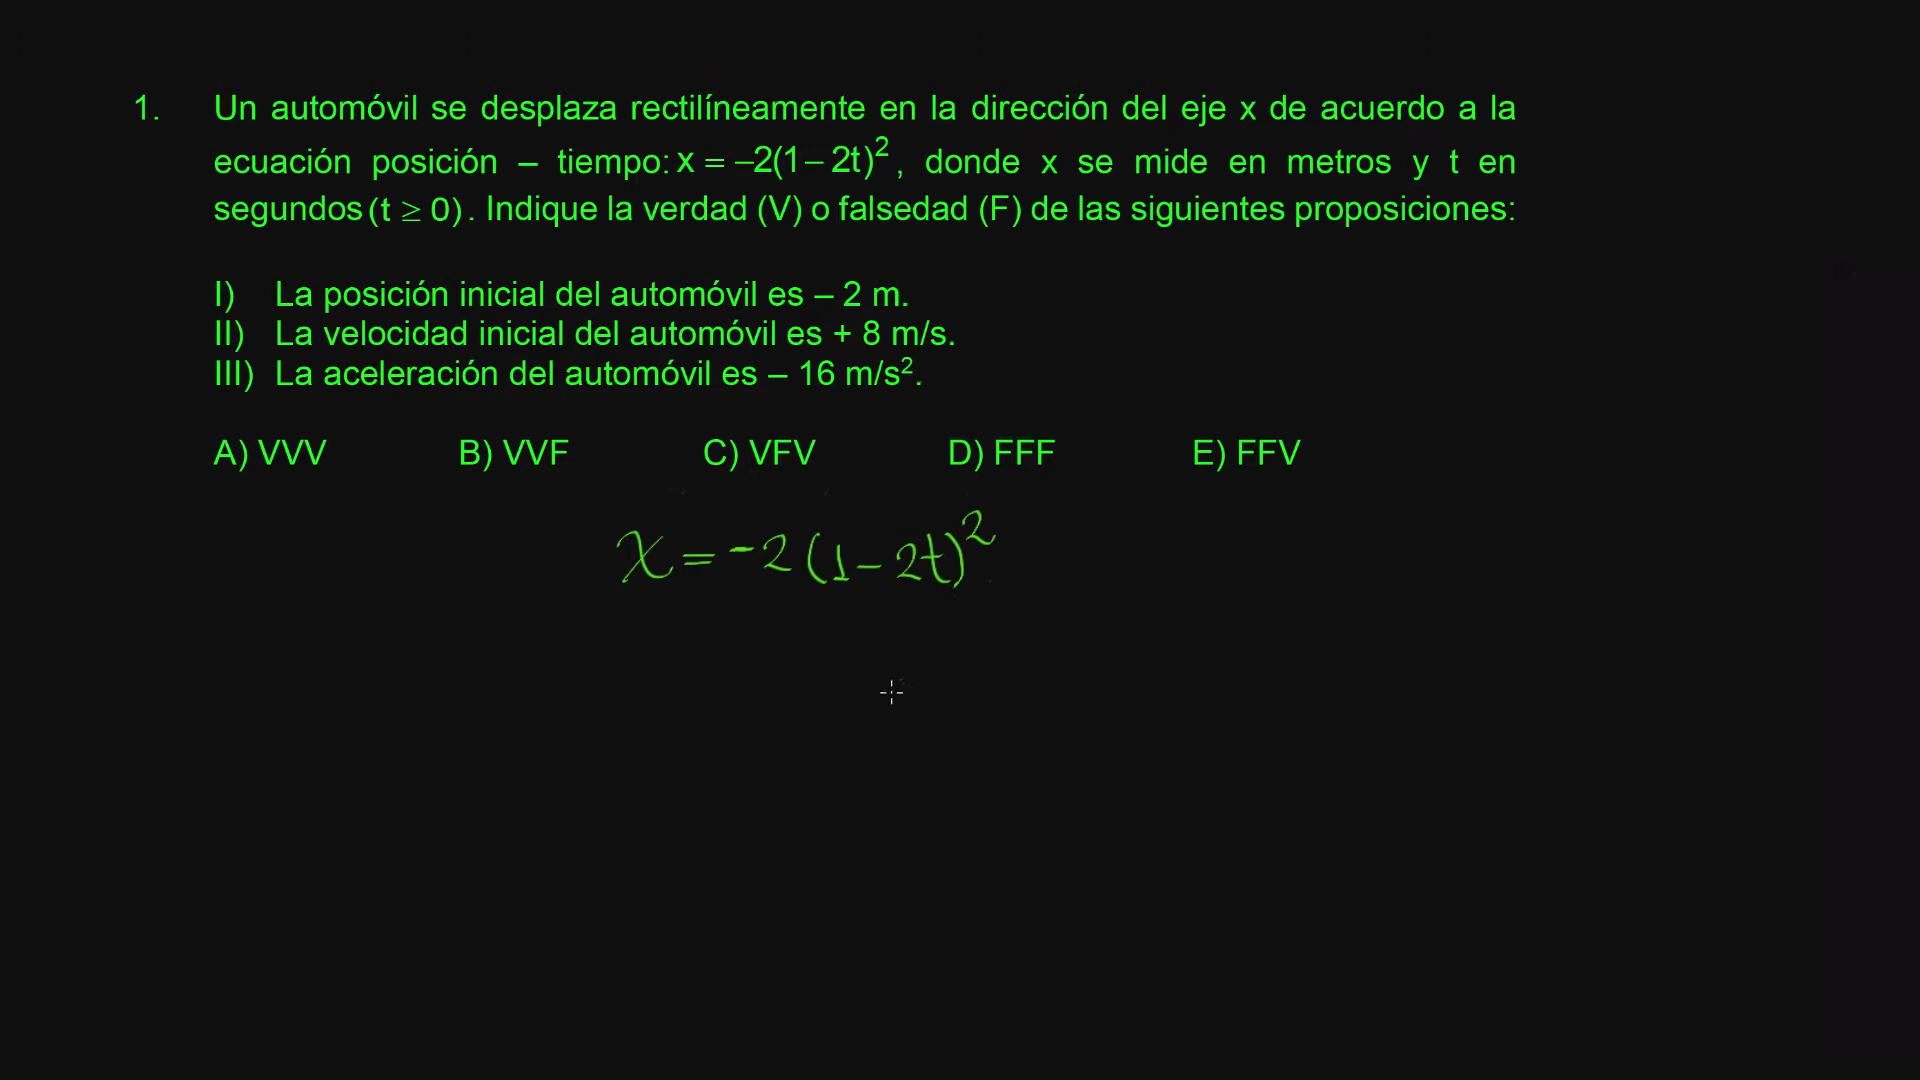 1. Un automóvil se desplaza rectilíneamente en la dirección del eje x de acuerdo a la
ecuación posición – tiempo: x = –2(1 – 2t)², donde x se mide en metros y t en
segundos (t ≥ 0). Indique la verdad (V) o falsedad (F) de las siguientes proposiciones:
I) La posición inicial del automóvil es – 2 m.
II) La velocidad inicial del automóvil es + 8 m/s.
III) La aceleración del automóvil es – 16 m/s².
A) VVV B) VVF C) VFV D) FFF E) FFV
x = -2 (1 - 2t)²